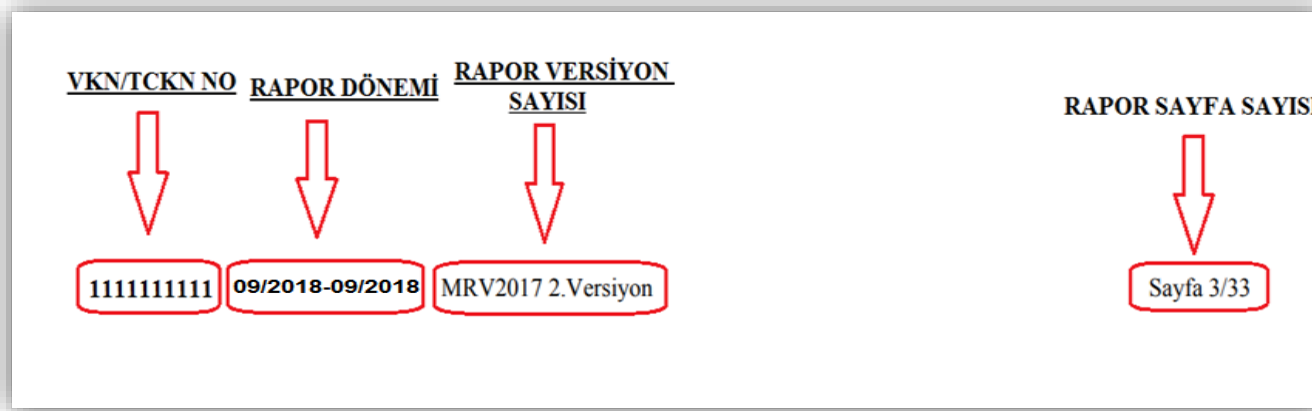 VKN/TCKN NO
RAPOR DÖNEMİ
RAPOR VERSİYON
SAYISI
RAPOR SAYFA SAYISI
1111111111
09/2018-09/2018
MRV2017 2.Versiyon
Sayfa 3/33